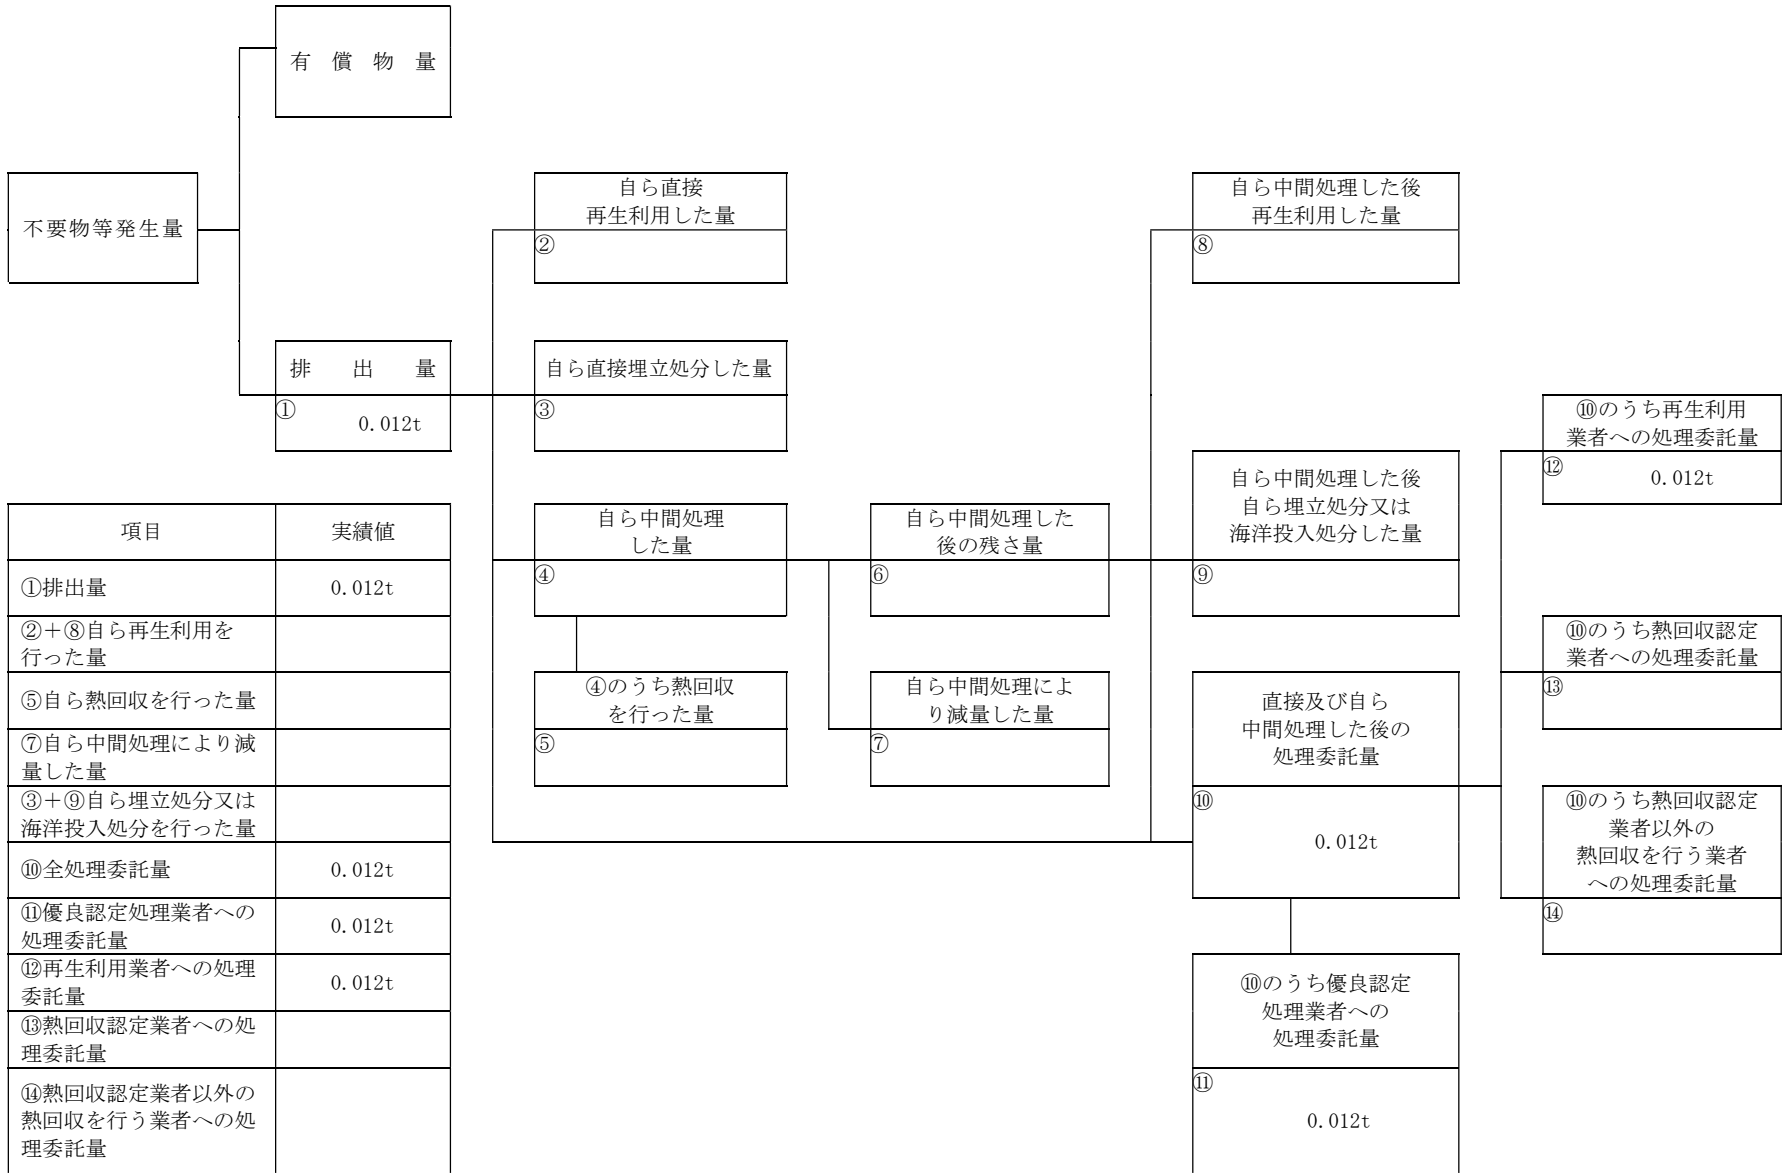 有　償　物　量
不要物等発生量
自ら直接
再生利用した量
②
自ら中間処理した後
再生利用した量
⑧
排　出　量
①
0.012t
自ら直接埋立処分した量
③
⑩のうち再生利用
業者への処理委託量
⑫
0.012t
自ら中間処理した後
自ら埋立処分又は
海洋投入処分した量
⑨
自ら中間処理
した量
④
自ら中間処理した
後の残さ量
⑥
⑩のうち熱回収認定
業者への処理委託量
⑬
④のうち熱回収
を行った量
⑤
自ら中間処理によ
り減量した量
⑦
直接及び自ら
中間処理した後の
処理委託量
⑩
0.012t
⑩のうち熱回収認定
業者以外の
熱回収を行う業者
への処理委託量
⑭
⑩のうち優良認定
処理業者への
処理委託量
⑪
0.012t
項目　実績値
①排出量　0.012t
②＋⑧自ら再生利用を
行った量
⑤自ら熱回収を行った量
⑦自ら中間処理により減
量した量
③＋⑨自ら埋立処分又は
海洋投入処分を行った量
⑩全処理委託量　0.012t
⑪優良認定処理業者への
処理委託量　0.012t
⑫再生利用業者への処理
委託量　0.012t
⑬熱回収認定業者への処
理委託量
⑭熱回収認定業者以外の
熱回収を行う業者への処
理委託量